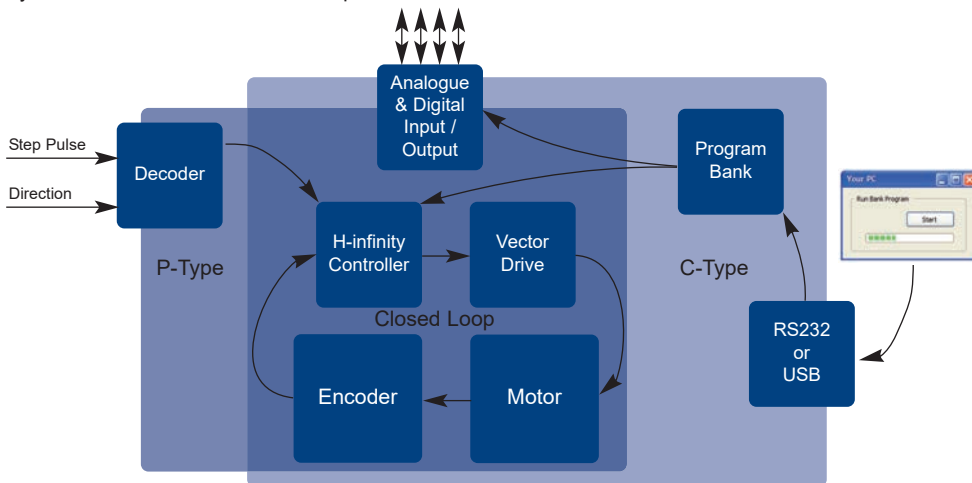 Analogue
& Digital
Input /
Output
Step Pulse
Direction
Decoder
Program
Bank
Your PC
Run Bank Program
Start
H-infinity
Controller
Vector
Drive
P-Type
C-Type
Closed Loop
RS232
or
USB
Encoder
Motor